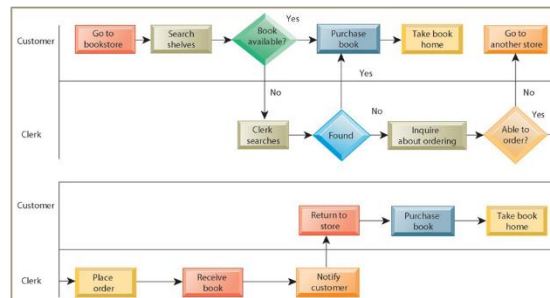 Customer
Go to
bookstore
Search
shelves
Book
available?
Yes
Purchase
book
Take book
home
Go to
another store
No
Yes
No
Clerk
Clerk
searches
Found
No
Inquire
about ordering
Able to
order?
Yes
Customer
Return to
store
Purchase
book
Take book
home
Clerk
Place
order
Receive
book
Notify
customer